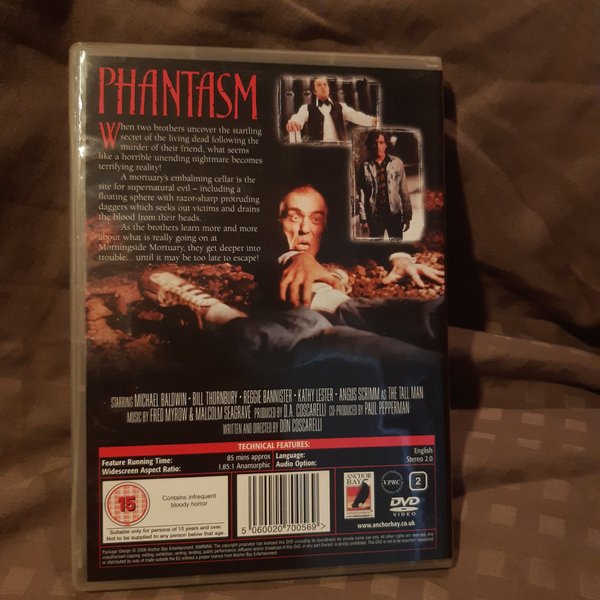 PHANTASM
When two brothers uncover the startling
secret of the living dead following the
murder of their friend, what seems
like a horrible unending nightmare becomes
terrifying reality!
A mortuary's embalming cellar is the
site for supernatural evil – including a
floating sphere with razor-sharp protruding
daggers which seeks out victims and drains
the blood from their heads.
As the brothers learn more and more
about what is really going on at
Morningside Mortuary, they get deeper into
trouble... until it may be too late to escape!
STARRING MICHAEL BALDWIN · BILL THORNBURY · REGGIE BANNISTER · KATHY LESTER · ANGUS SCRIMM AS THE TALL MAN
MUSIC BY FRED MYROW & MALCOLM SEAGRAVE PRODUCED BY D.A. COSCARELLI CO-PRODUCED BY PAUL PEPPERMAN
WRITTEN AND DIRECTED BY DON COSCARELLI
TECHNICAL FEATURES:
Feature Running Time: 85 mins approx Language: English
Widescreen Aspect Ratio: 1.85:1 Anamorphic Audio Option: Stereo 2.0
15
Contains infrequent
bloody horror
Suitable only for persons of 15 years and over.
Not to be supplied to any person below that age.
5 060020 700569 >
ANCHOR
BAY
www.anchorbay.co.uk
VPRC
2
DVD
VIDEO